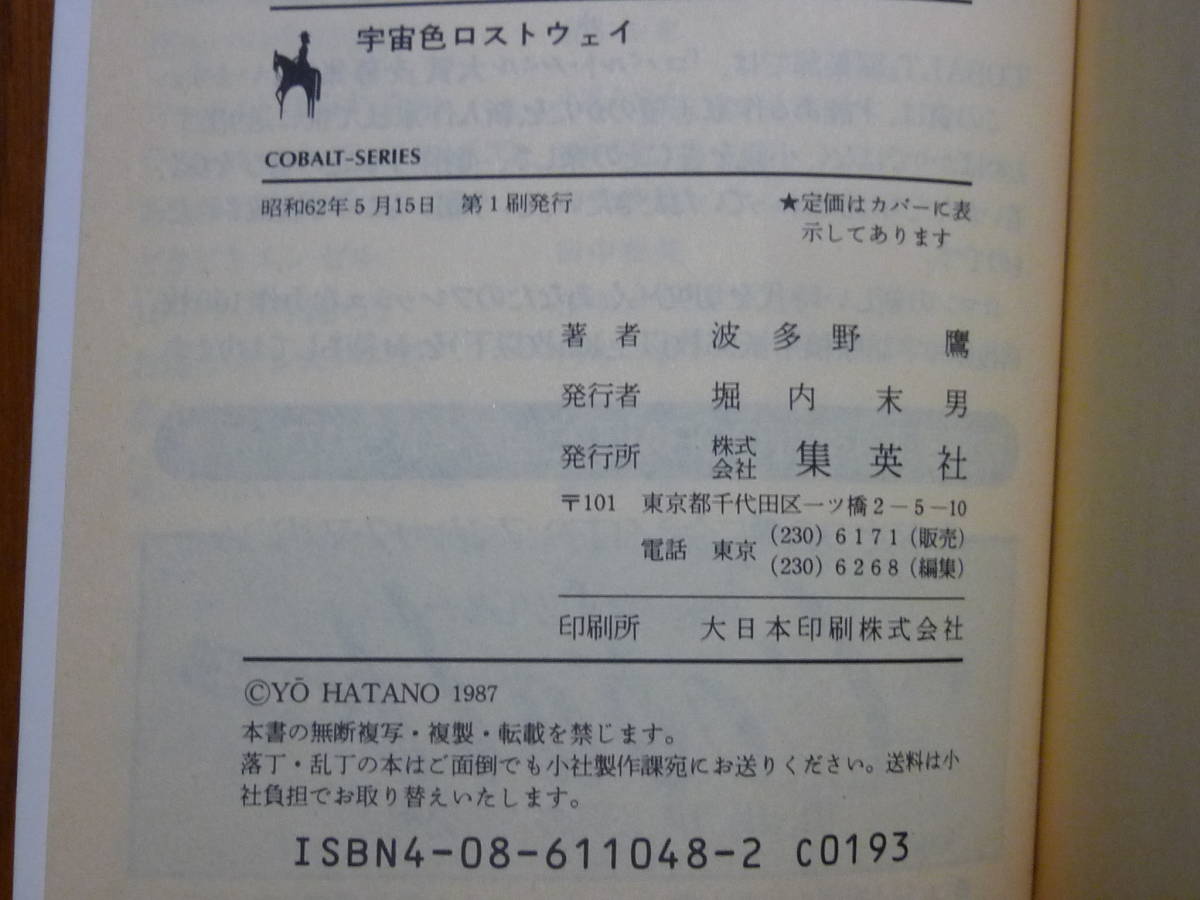 宇宙色ロストウェイ
COBALT-SERIES
昭和62年5月15日　第1刷発行
★定価はカバーに表
示してあります
著者　波多野　鷹
発行者　堀内末男
発行所　株式会社　集英社
〒101　東京都千代田区一ツ橋2-5-10
電話　東京　(230) 6171 (販売)
(230) 6268 (編集)
印刷所　大日本印刷株式会社
©YŌ HATANO 1987
本書の無断複写・複製・転載を禁じます。
落丁・乱丁の本はご面倒でも小社製作課宛にお送りください。送料は小
社負担でお取り替えいたします。
ISBN4-08-611048-2 C0193